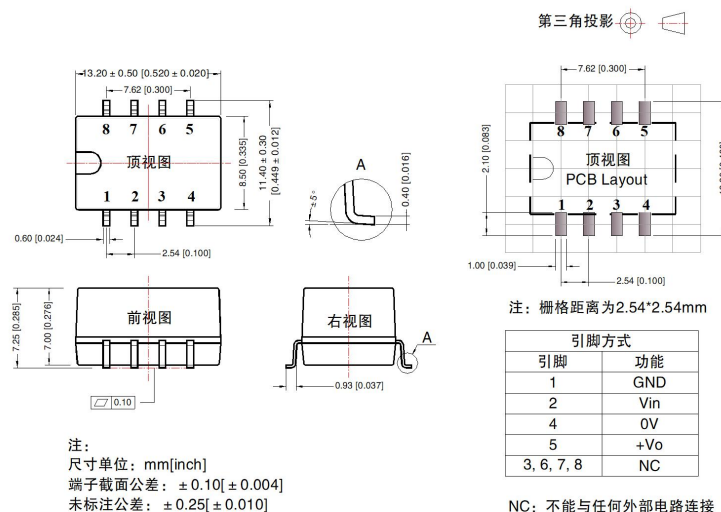 第三角投影
13.20 ± 0.50 [0.520 ± 0.020]
7.62 [0.300]
8 7 6 5
顶视图
1 2 3 4
8.50 [0.335]
11.40 ± 0.30
[0.449 ± 0.012]
0.60 [0.024]
2.54 [0.100]
A
±5°
0.40 [0.016]
7.62 [0.300]
2.10 [0.083]
8 7 6 5
顶视图
PCB Layout
1 2 3 4
1.00 [0.039]
2.54 [0.100]
注：栅格距离为2.54*2.54mm
7.25 [0.285]
7.00 [0.276]
前视图
0.10
右视图
A
0.93 [0.037]
引脚方式
引脚 功能
1 GND
2 Vin
4 0V
5 +Vo
3, 6, 7, 8 NC
注：
尺寸单位：mm[inch]
端子截面公差：±0.10[±0.004]
未标注公差：±0.25[±0.010]
NC：不能与任何外部电路连接